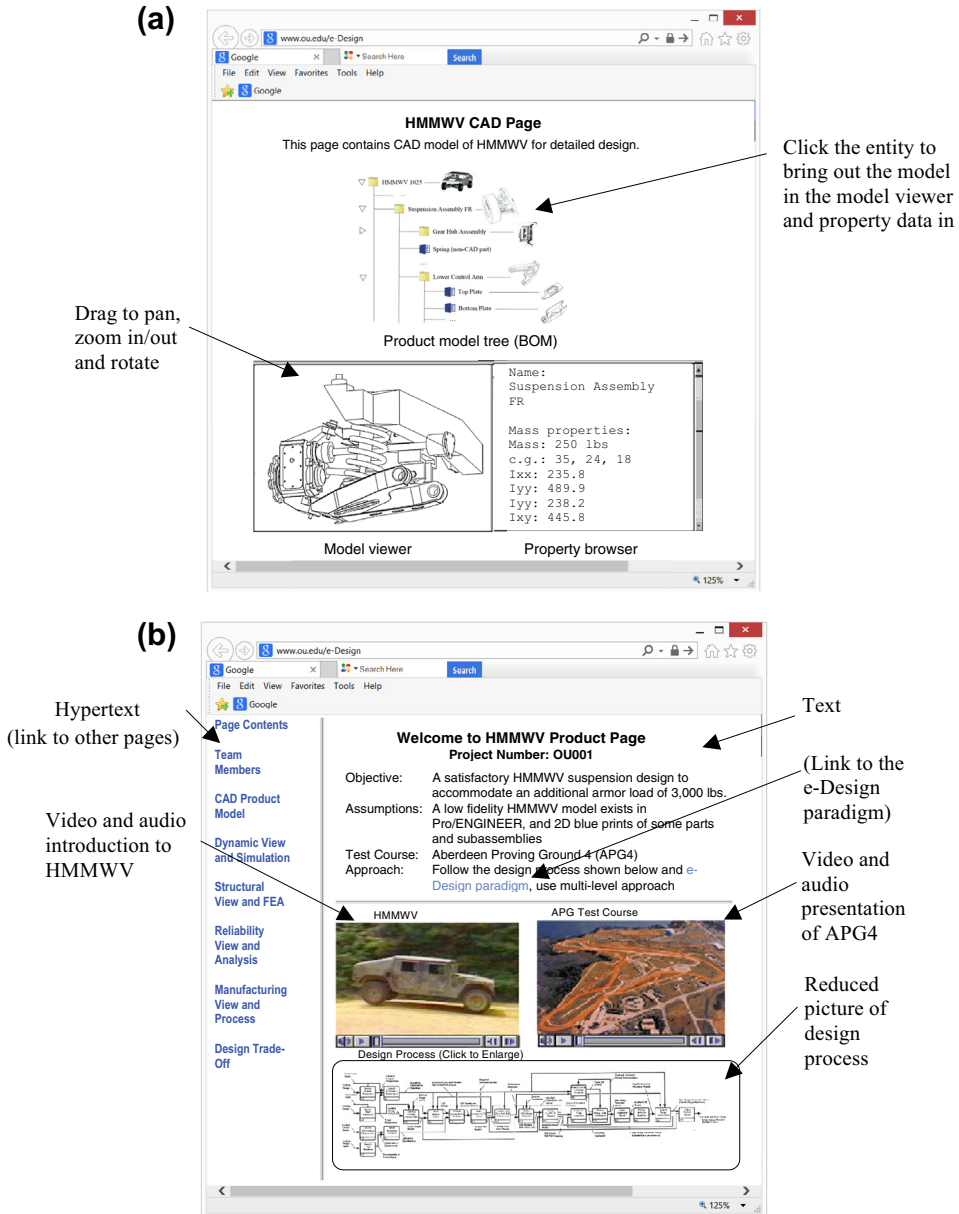 (a)
www.ou.edu/e-Design
Google
Search Here
Search
File Edit View Favorites Tools Help
Google
HMMWV CAD Page
This page contains CAD model of HMMWV for detailed design.
HMMWV 1025
...
Suspension Assembly FR
Gear Hub Asssembly
Spring (non-CAD part)
...
Lower Control Arm
Top Plate
Bottom Plate
...
Product model tree (BOM)
Click the entity to
bring out the model
in the model viewer
and property data in
Drag to pan,
zoom in/out
and rotate
Name:
Suspension Assembly
FR
Mass properties:
Mass: 250 lbs
c.g.: 35, 24, 18
Ixx: 235.8
Iyy: 489.9
Iyy: 238.2
Ixy: 445.8
Model viewer
Property browser
125%
(b)
www.ou.edu/e-Design
Google
Search Here
Search
File Edit View Favorites Tools Help
Google
Hypertext
(link to other pages)
Video and audio
introduction to
HMMWV
Page Contents
Team
Members
CAD Product
Model
Dynamic View
and Simulation
Structural
View and FEA
Reliability
View and
Analysis
Manufacturing
View and
Process
Design Trade-
Off
Welcome to HMMWV Product Page
Project Number: OU001
Objective: A satisfactory HMMWV suspension design to
accommodate an additional armor load of 3,000 lbs.
Assumptions: A low fidelity HMMWV model exists in
Pro/ENGINEER, and 2D blue prints of some parts
and subassemblies
Test Course: Aberdeen Proving Ground 4 (APG4)
Approach: Follow the design process shown below and e-
Design paradigm, use multi-level approach
HMMWV
APG Test Course
Design Process (Click to Enlarge)
Text
(Link to the
e-Design
paradigm)
Video and
audio
presentation
of APG4
Reduced
picture of
design
process
125%